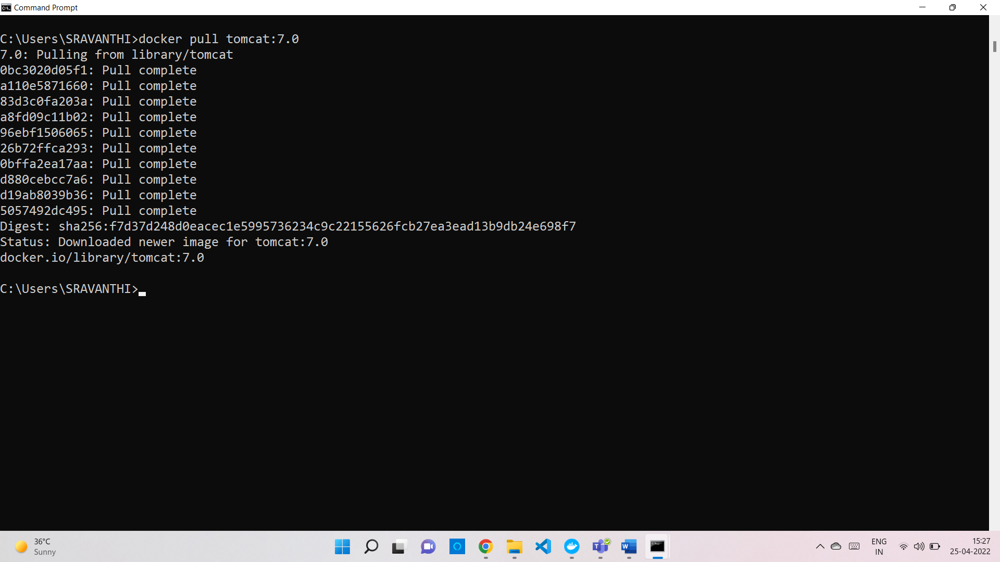 Command Prompt
C:\Users\SRAVANTHI>docker pull tomcat:7.0
7.0: Pulling from library/tomcat
0bc3020d05f1: Pull complete
a110e5871660: Pull complete
83d3c0fa203a: Pull complete
a8fd09c11b02: Pull complete
96ebf1506065: Pull complete
26b72ffca293: Pull complete
0bffa2ea17aa: Pull complete
d880cebcc7a6: Pull complete
d19ab8039b36: Pull complete
5057492dc495: Pull complete
Digest: sha256:f7d37d248d0eacec1e5995736234c9c22155626fcb27ea3ead13b9db24e698f7
Status: Downloaded newer image for tomcat:7.0
docker.io/library/tomcat:7.0
C:\Users\SRAVANTHI>
36°C
Sunny
ENG
IN
15:27
25-04-2022